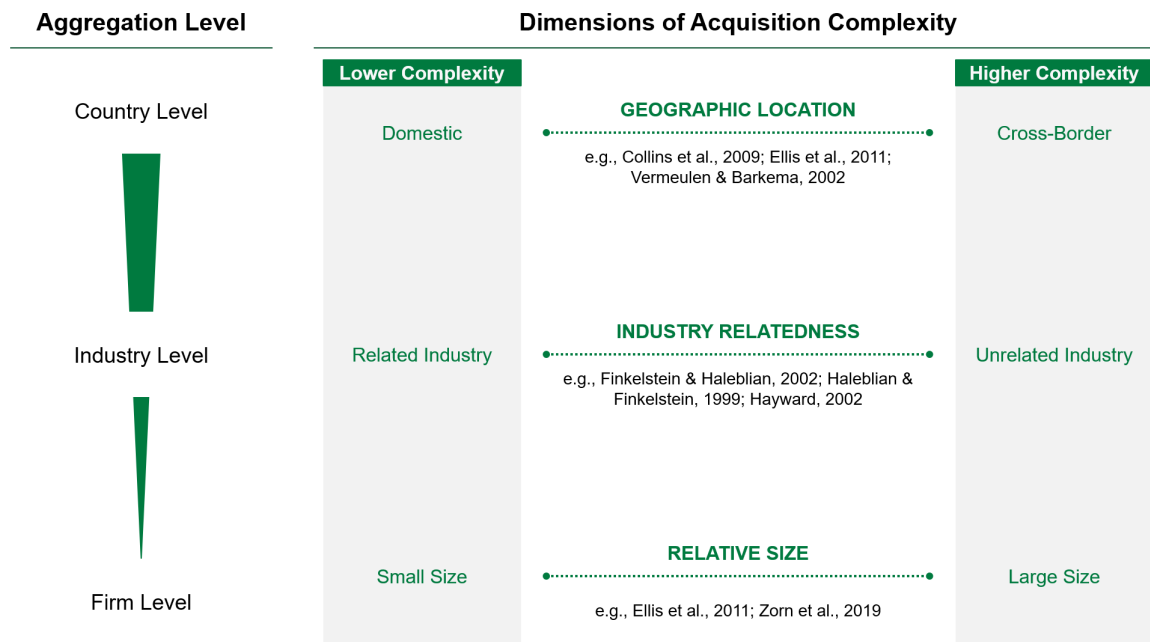 Aggregation Level
Dimensions of Acquisition Complexity
Lower Complexity
Higher Complexity
Country Level
GEOGRAPHIC LOCATION
Domestic
Cross-Border
e.g., Collins et al., 2009; Ellis et al., 2011;
Vermeulen & Barkema, 2002
Industry Level
INDUSTRY RELATEDNESS
Related Industry
Unrelated Industry
e.g., Finkelstein & Haleblian, 2002; Haleblian &
Finkelstein, 1999; Hayward, 2002
RELATIVE SIZE
Small Size
Large Size
Firm Level
e.g., Ellis et al., 2011; Zorn et al., 2019